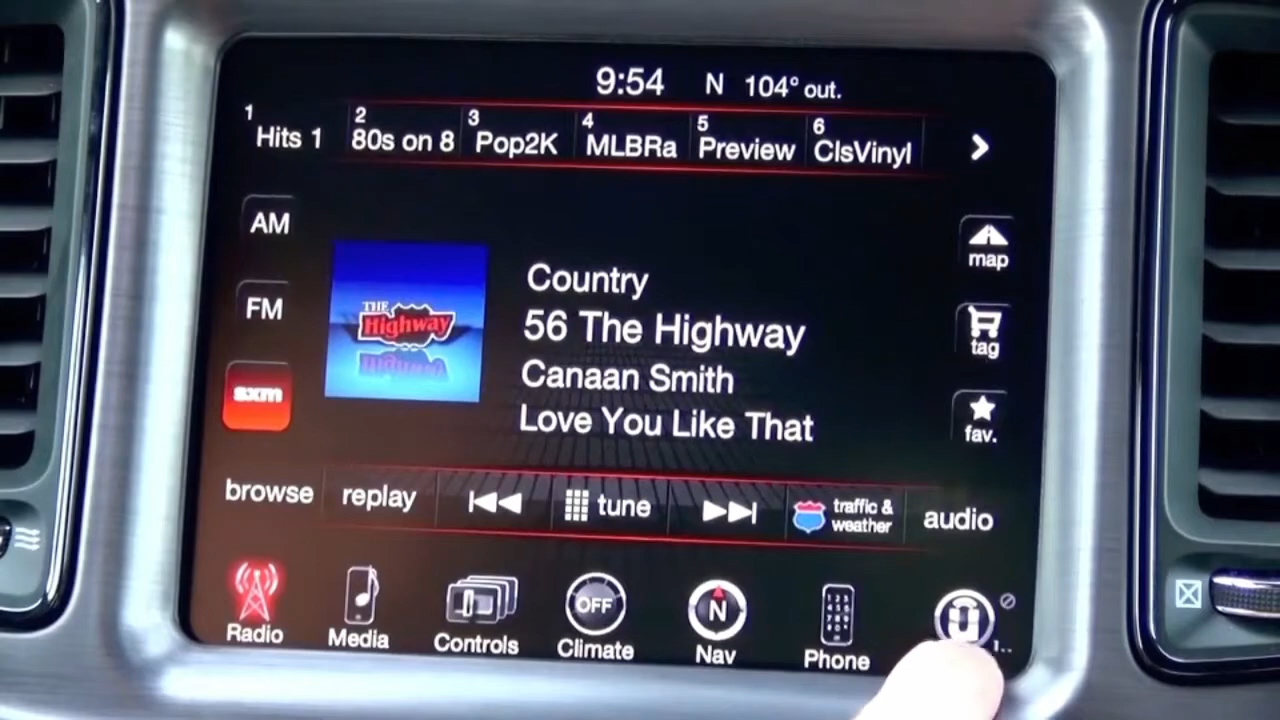 9:54 N 104° out.
1 Hits 1
2 80s on 8
3 Pop2K
4 MLBRa
5 Preview
6 ClsVinyl
AM
FM
sxm
THE
Highway
Country
56 The Highway
Canaan Smith
Love You Like That
map
tag
fav.
browse
replay
tune
traffic &
weather
audio
Radio
Media
Controls
OFF
Climate
N
Nav
Phone